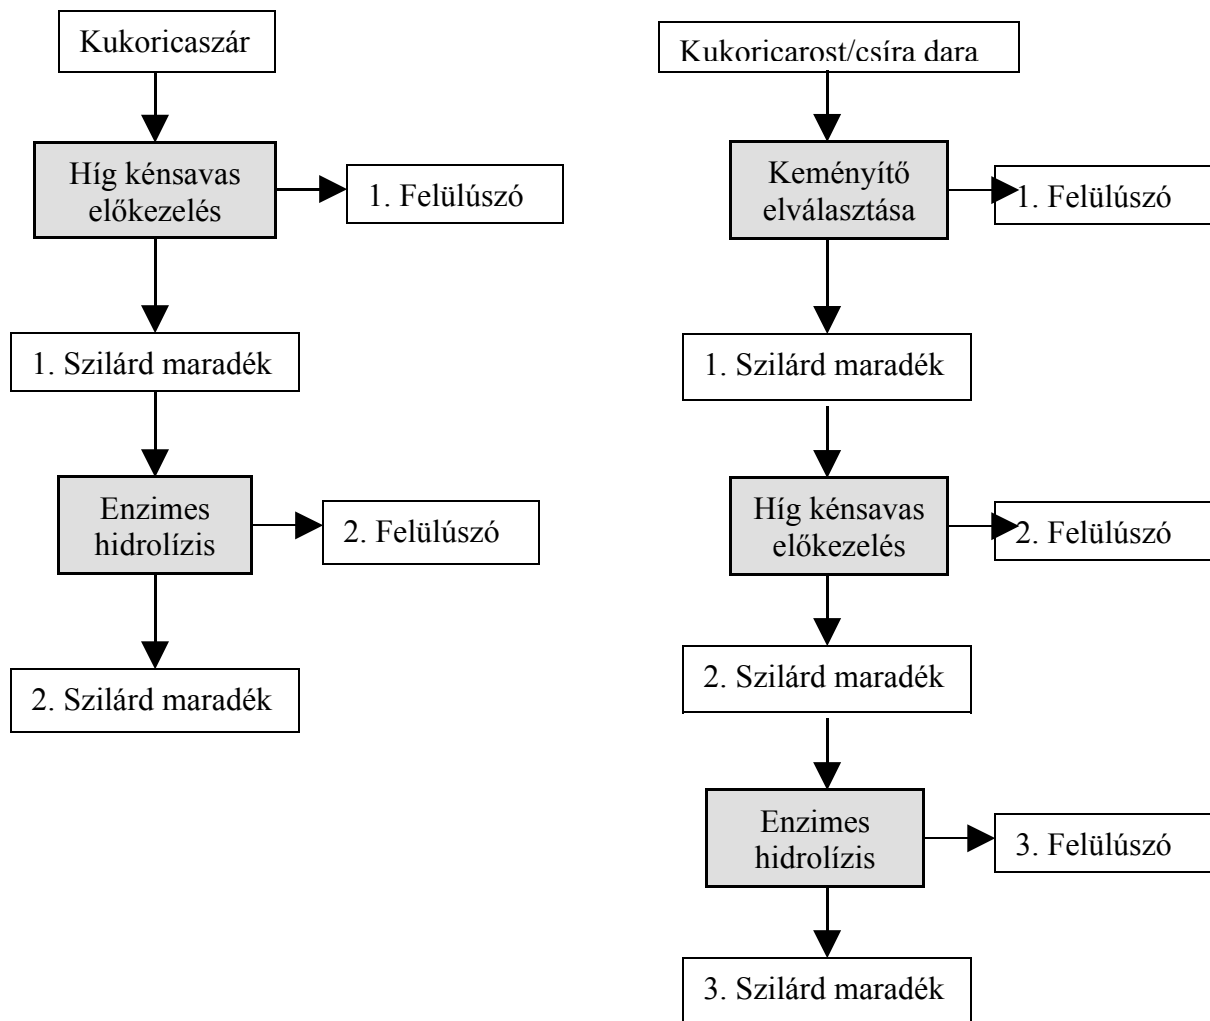 Kukoricaszár
Híg kénsavas
előkezelés
1. Felülúszó
1. Szilárd maradék
Enzimes
hidrolízis
2. Felülúszó
2. Szilárd maradék
Kukoricarost/csíra dara
Keményítő
elválasztása
1. Felülúszó
1. Szilárd maradék
Híg kénsavas
előkezelés
2. Felülúszó
2. Szilárd maradék
Enzimes
hidrolízis
3. Felülúszó
3. Szilárd maradék